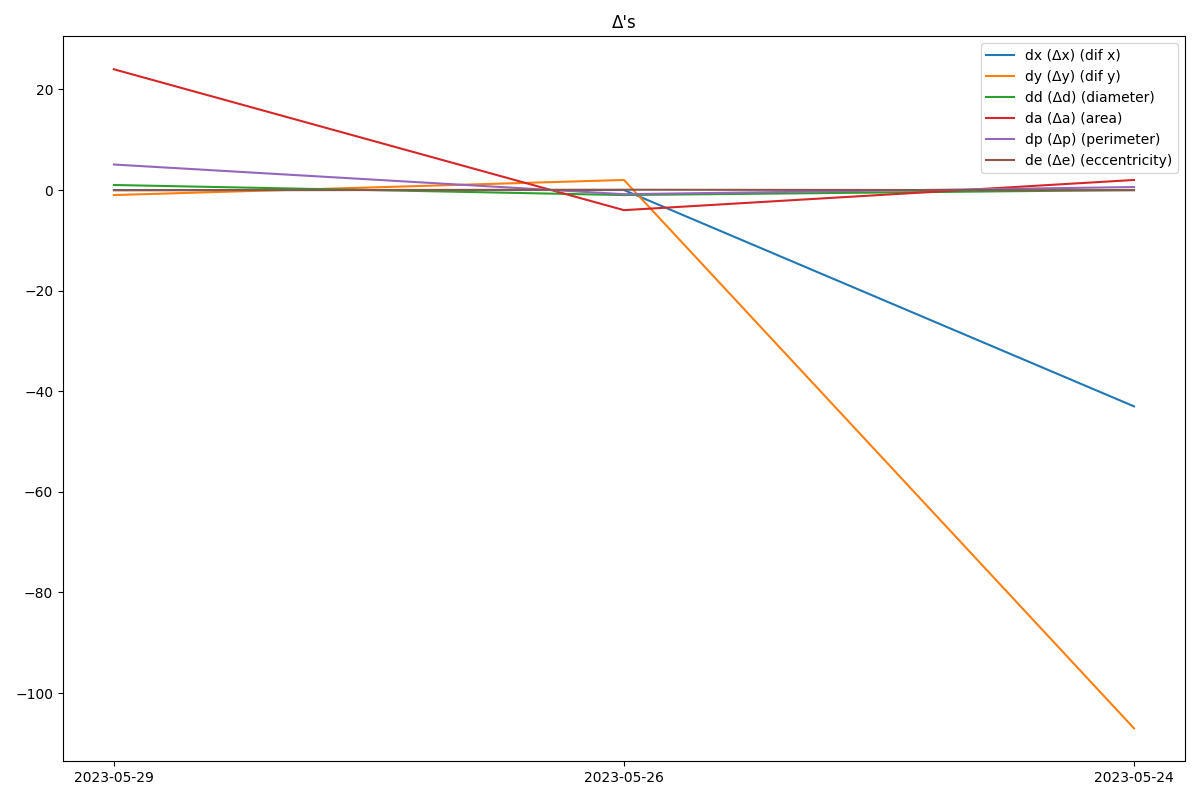 Δ's
dx (Δx) (dif x)
dy (Δy) (dif y)
dd (Δd) (diameter)
da (Δa) (area)
dp (Δp) (perimeter)
de (Δe) (eccentricity)
20
0
−20
−40
−60
−80
−100
2023-05-29 2023-05-26 2023-05-24